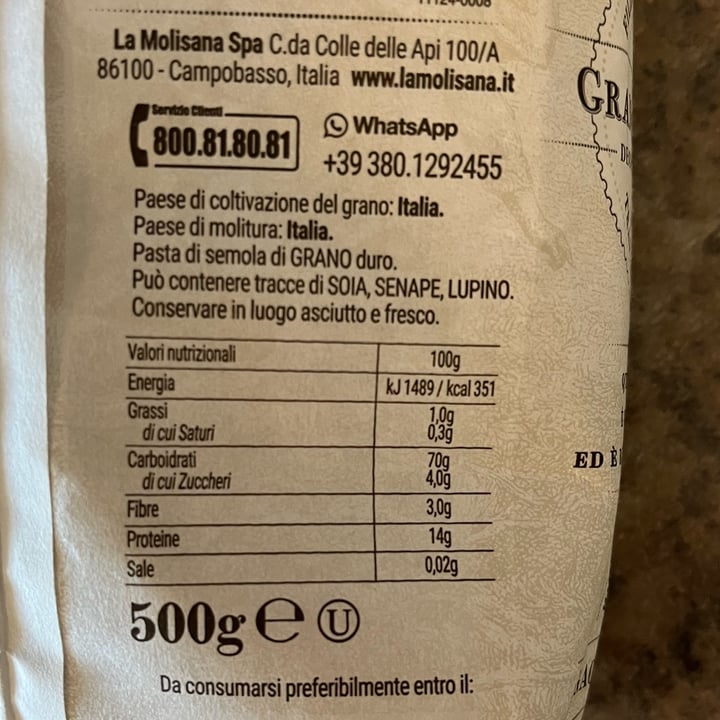 La Molisana Spa C.da Colle delle Api 100/A
86100 - Campobasso, Italia www.lamolisana.it
Servizio Clienti
800.81.80.81
WhatsApp
+39 380.1292455
Paese di coltivazione del grano: Italia.
Paese di molitura: Italia.
Pasta di semola di GRANO duro.
Può contenere tracce di SOIA, SENAPE, LUPINO.
Conservare in luogo asciutto e fresco.
Valori nutrizionali 100g
Energia kJ 1489 / kcal 351
Grassi 1,0g
di cui Saturi 0,3g
Carboidrati 70g
di cui Zuccheri 4,0g
Fibre 3,0g
Proteine 14g
Sale 0,02g
500g ℮ U
Da consumarsi preferibilmente entro il:
ED È